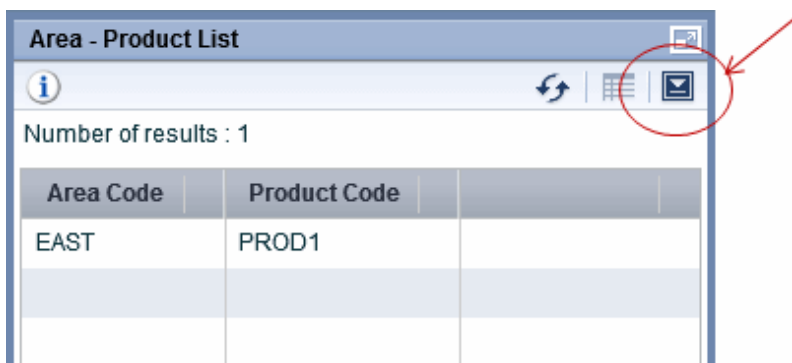 Area - Product List
Number of results : 1
Area Code Product Code
EAST PROD1